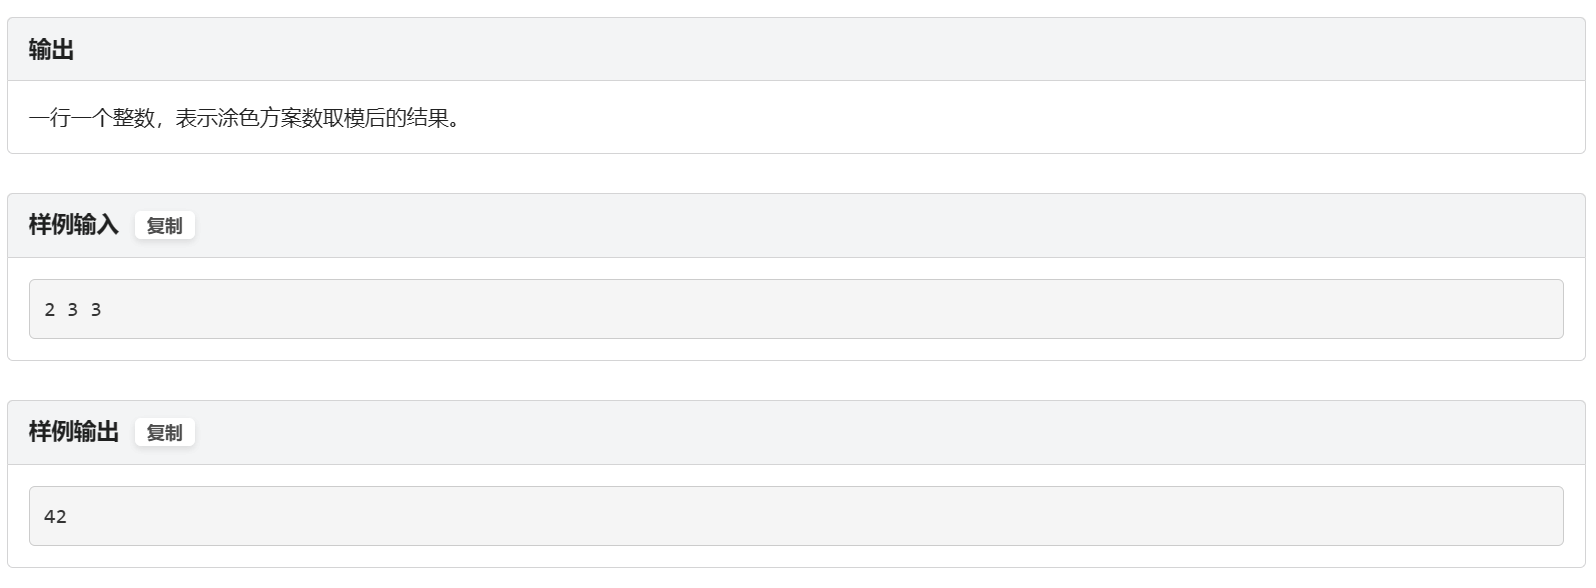 输出
一行一个整数，表示涂色方案数取模后的结果。
样例输入 复制
2 3 3
样例输出 复制
42